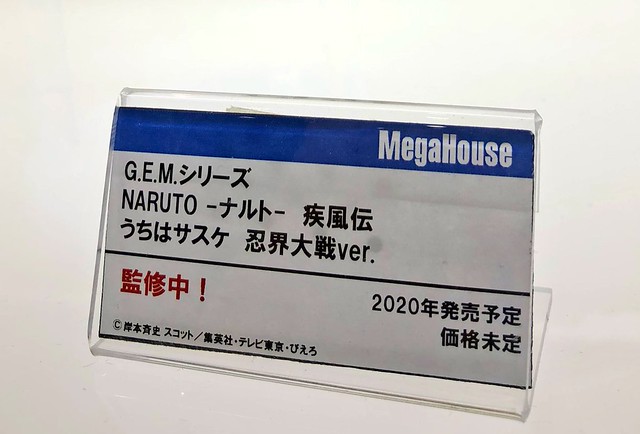 MegaHouse
G.E.M.シリーズ
NARUTO -ナルト- 疾風伝
うちはサスケ 忍界大戦ver.
監修中！
2020年発売予定
価格未定
©岸本斉史 スコット／集英社・テレビ東京・ぴえろ